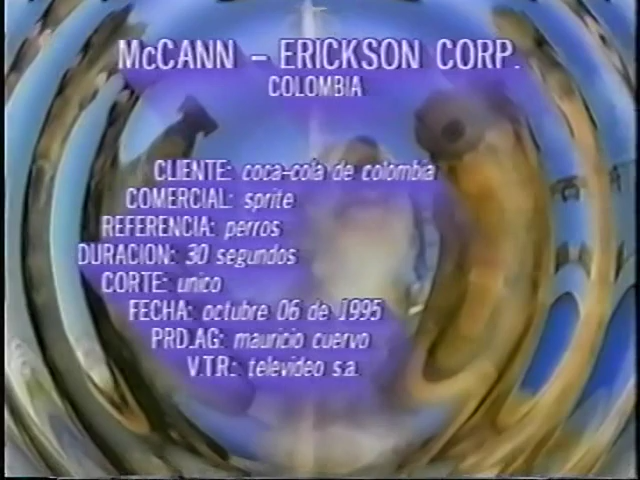 McCANN - ERICKSON CORP.
COLOMBIA
CLIENTE: coca-cola de colombia
COMERCIAL: sprite
REFERENCIA: perros
DURACION: 30 segundos
CORTE: unico
FECHA: octubre 06 de 1995
PRD.AG: mauricio cuervo
V.T.R.: televideo s.a.